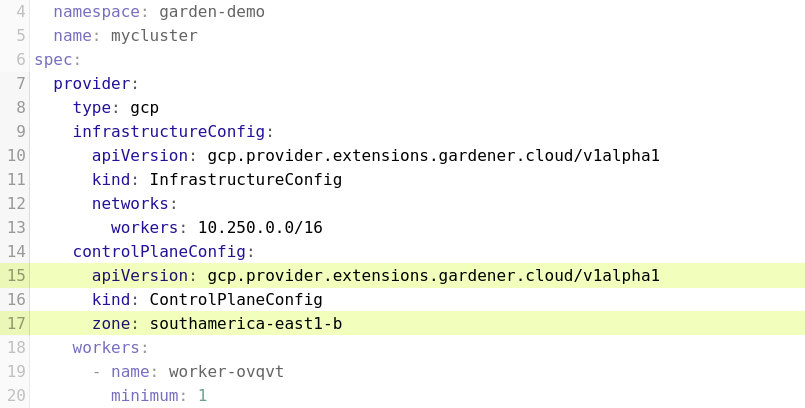 4   namespace: garden-demo
5   name: mycluster
6 spec:
7   provider:
8     type: gcp
9     infrastructureConfig:
10       apiVersion: gcp.provider.extensions.gardener.cloud/v1alpha1
11       kind: InfrastructureConfig
12       networks:
13         workers: 10.250.0.0/16
14     controlPlaneConfig:
15       apiVersion: gcp.provider.extensions.gardener.cloud/v1alpha1
16       kind: ControlPlaneConfig
17       zone: southamerica-east1-b
18     workers:
19       - name: worker-ovqvt
20         minimum: 1